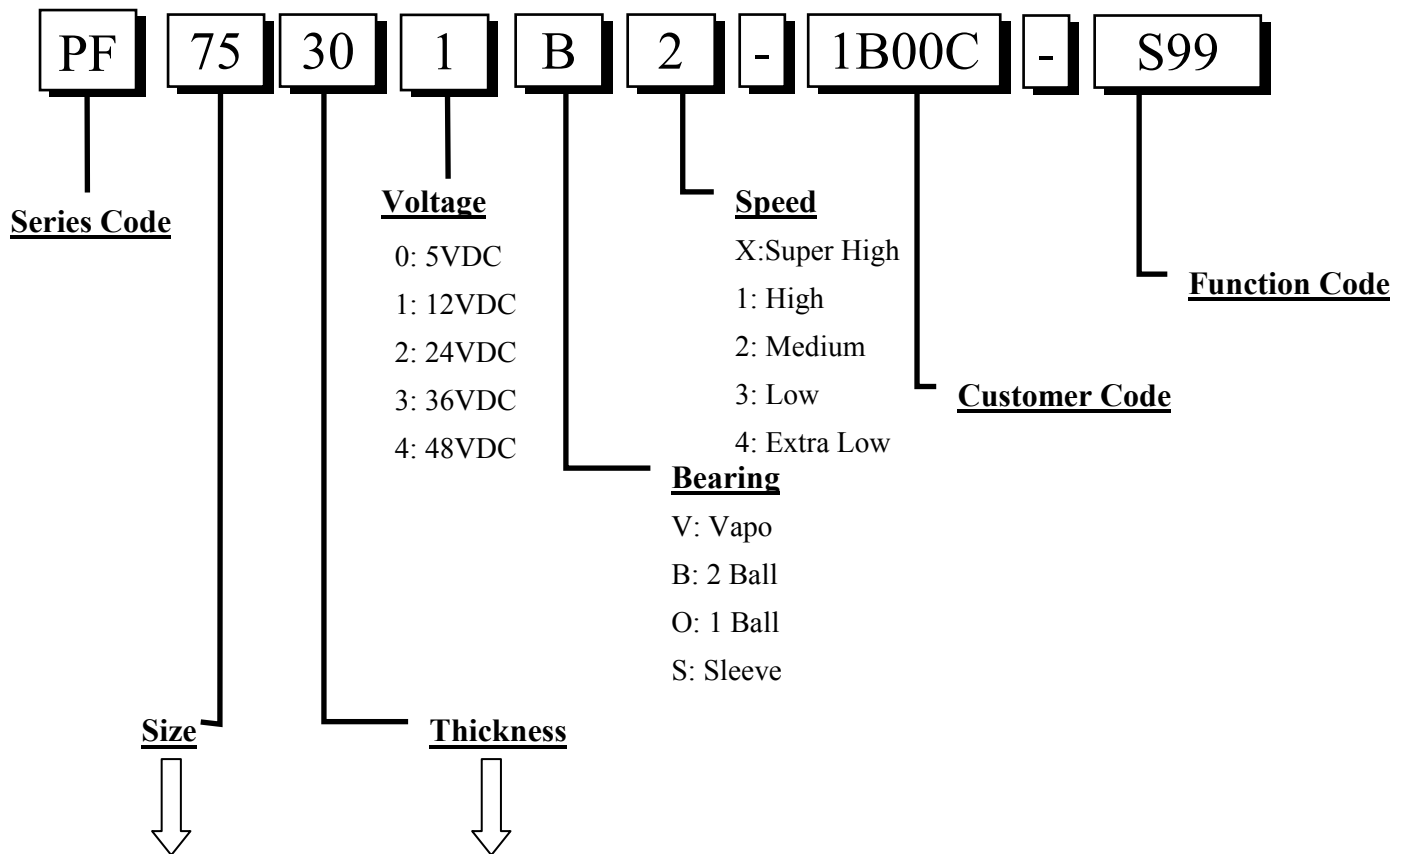 PF 75 30 1 B 2 - 1B00C - S99
Series Code
Voltage
0: 5VDC
1: 12VDC
2: 24VDC
3: 36VDC
4: 48VDC
Speed
X:Super High
1: High
2: Medium
3: Low
4: Extra Low
Function Code
Customer Code
Bearing
V: Vapo
B: 2 Ball
O: 1 Ball
S: Sleeve
Size
Thickness